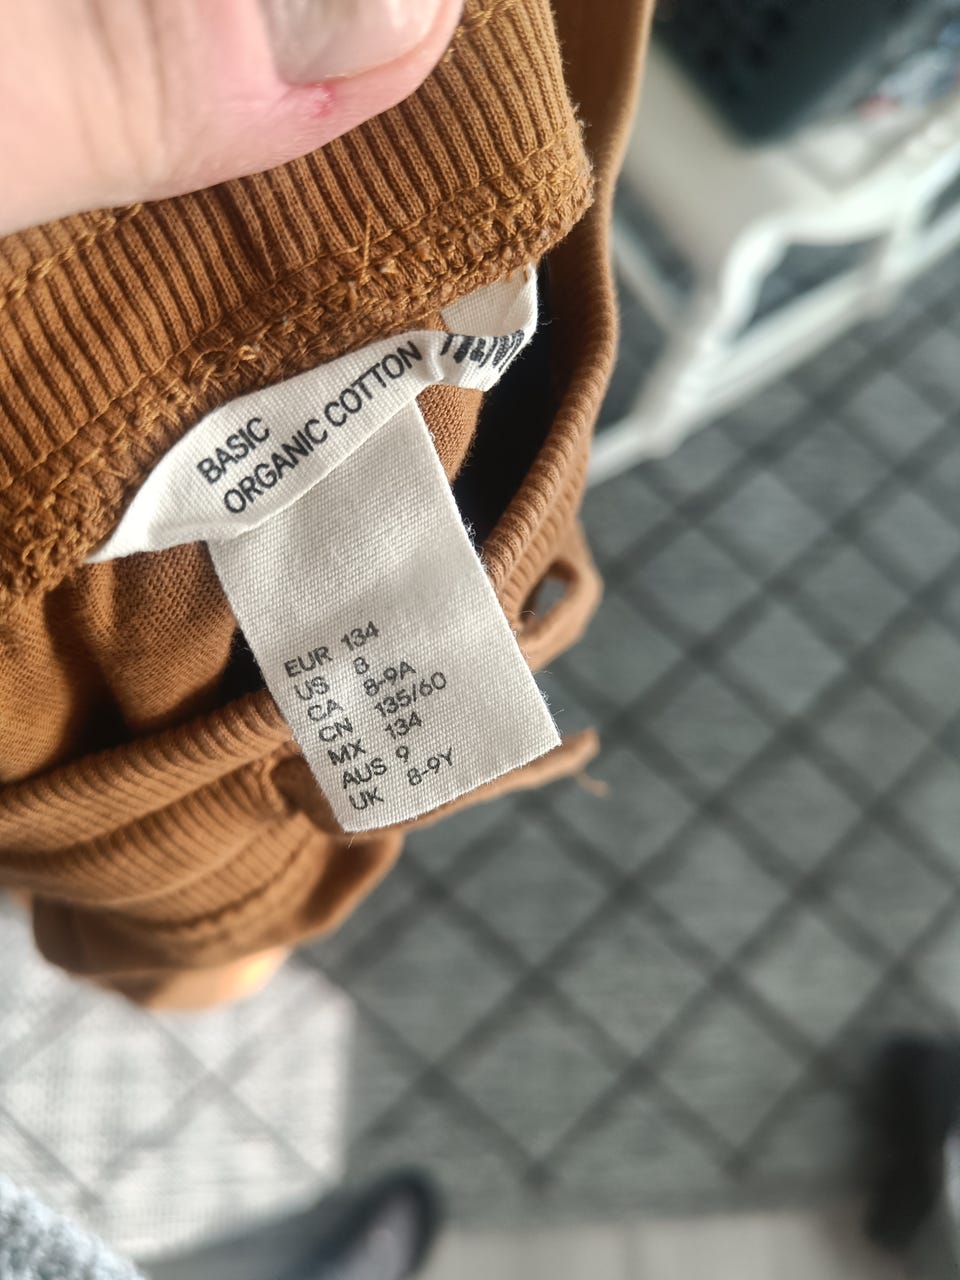 BASIC
ORGANIC COTTON
EUR 134
US 8
CA 8-9A
CN 135/60
MX 134
AUS 9
UK 8-9Y